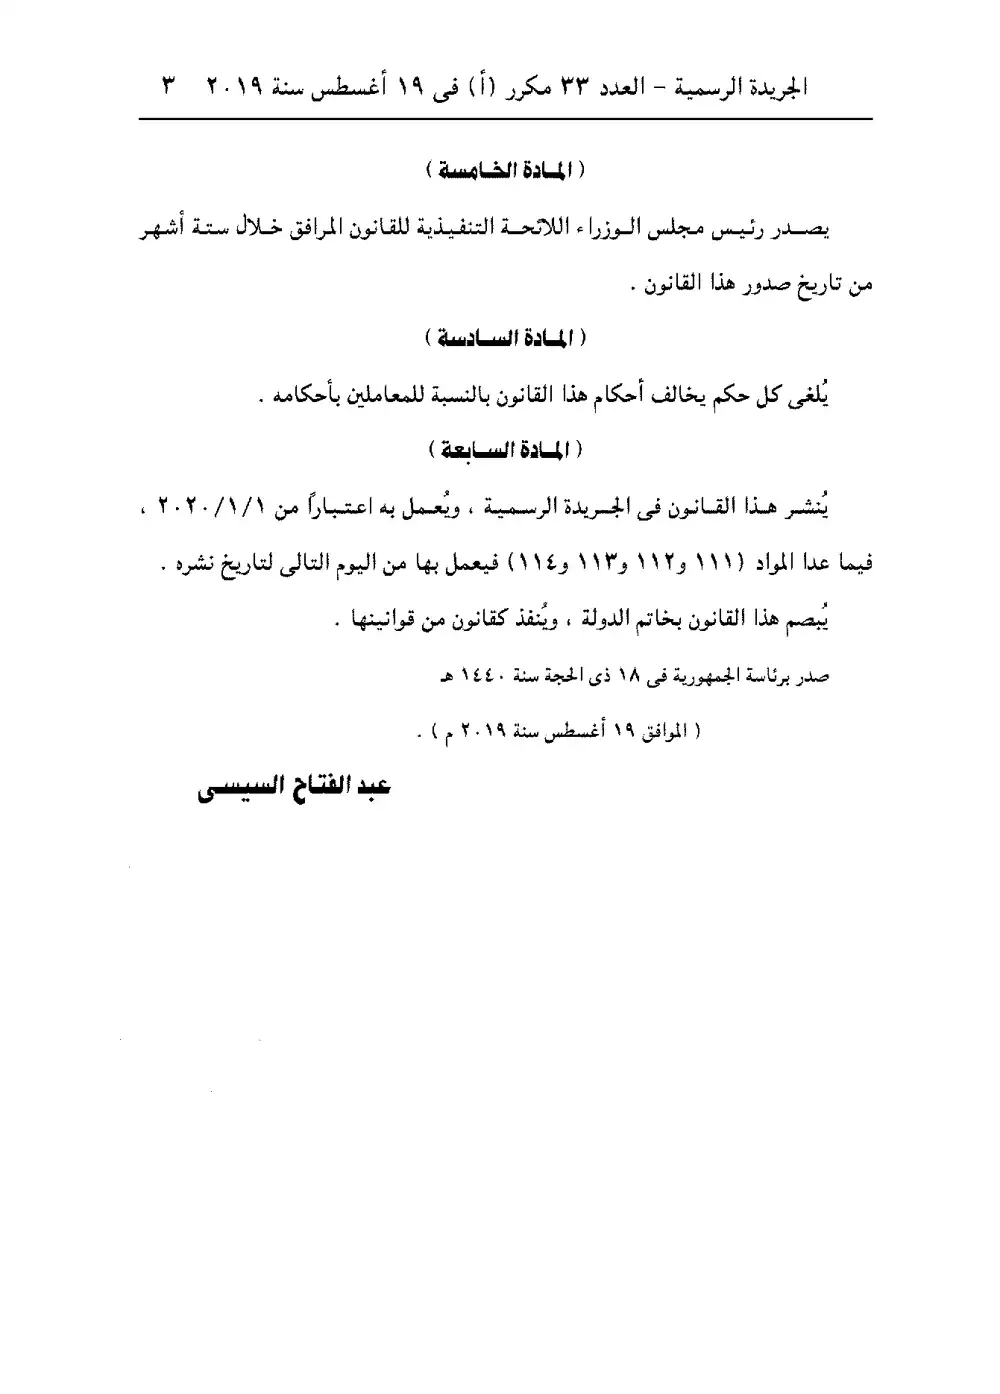 الجريدة الرسمية – العدد ٣٣ مكرر (أ) فى ١٩ أغسطس سنة ٢٠١٩ ٣
( المادة الخامسة )
يصدر رئيس مجلس الوزراء اللائحة التنفيذية للقانون المرافق خلال ستة أشهر
من تاريخ صدور هذا القانون .
( المادة السادسة )
يُلغى كل حكم يخالف أحكام هذا القانون بالنسبة للمعاملين بأحكامه .
( المادة السابعة )
يُنشر هذا القانون فى الجريدة الرسمية ، ويُعمل به اعتباراً من ٢٠٢٠/١/١ ،
فيما عدا المواد (١١١ و١١٢ و١١٣ و١١٤) فيعمل بها من اليوم التالى لتاريخ نشره .
يُبصم هذا القانون بخاتم الدولة ، ويُنفذ كقانون من قوانينها .
صدر برئاسة الجمهورية فى ١٨ ذى الحجة سنة ١٤٤٠ هـ
( الموافق ١٩ أغسطس سنة ٢٠١٩ م ) .
عبد الفتاح السيسى